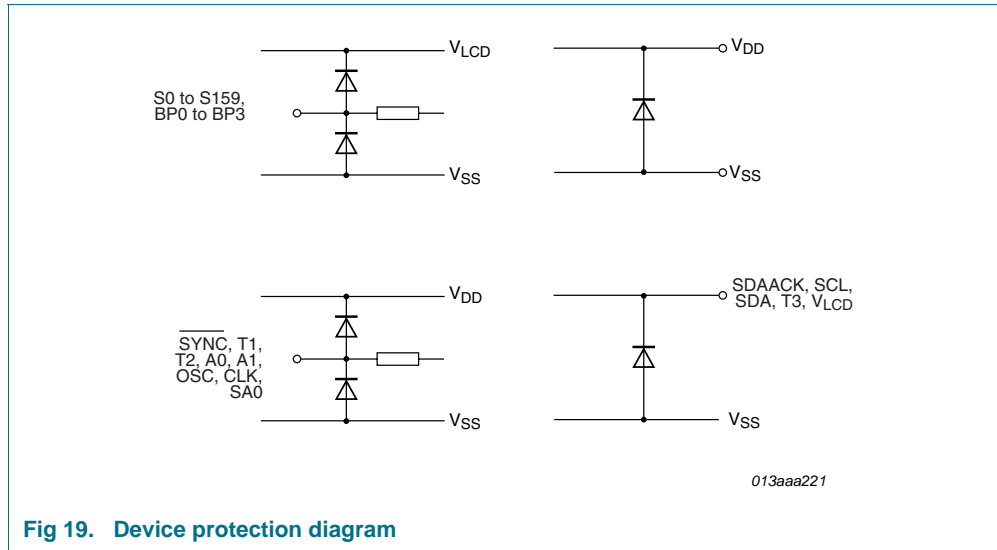 VLCD
S0 to S159,
BP0 to BP3
VSS
VDD
VSS
VDD
SYNC, T1,
T2, A0, A1,
OSC, CLK,
SA0
VSS
SDAACK, SCL,
SDA, T3, VLCD
VSS
013aaa221
Fig 19. Device protection diagram